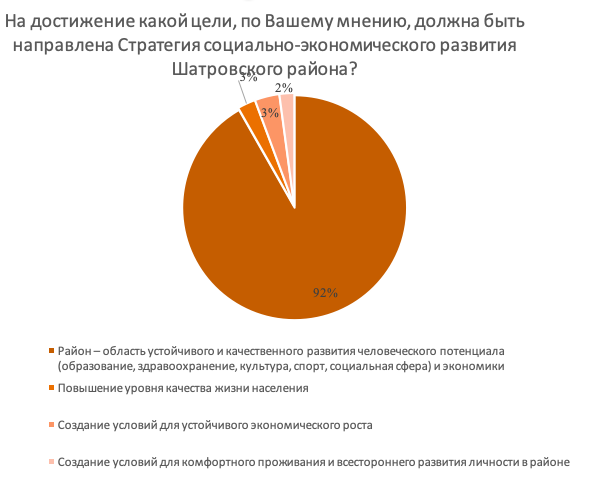 На достижение какой цели, по Вашему мнению, должна быть
направлена Стратегия социально-экономического развития
Шатровского района?
3%
2%
3%
92%
Район – область устойчивого и качественного развития человеческого потенциала
(образование, здравоохранение, культура, спорт, социальная сфера) и экономики
Повышение уровня качества жизни населения
Создание условий для устойчивого экономического роста
Создание условий для комфортного проживания и всестороннего развития личности в районе